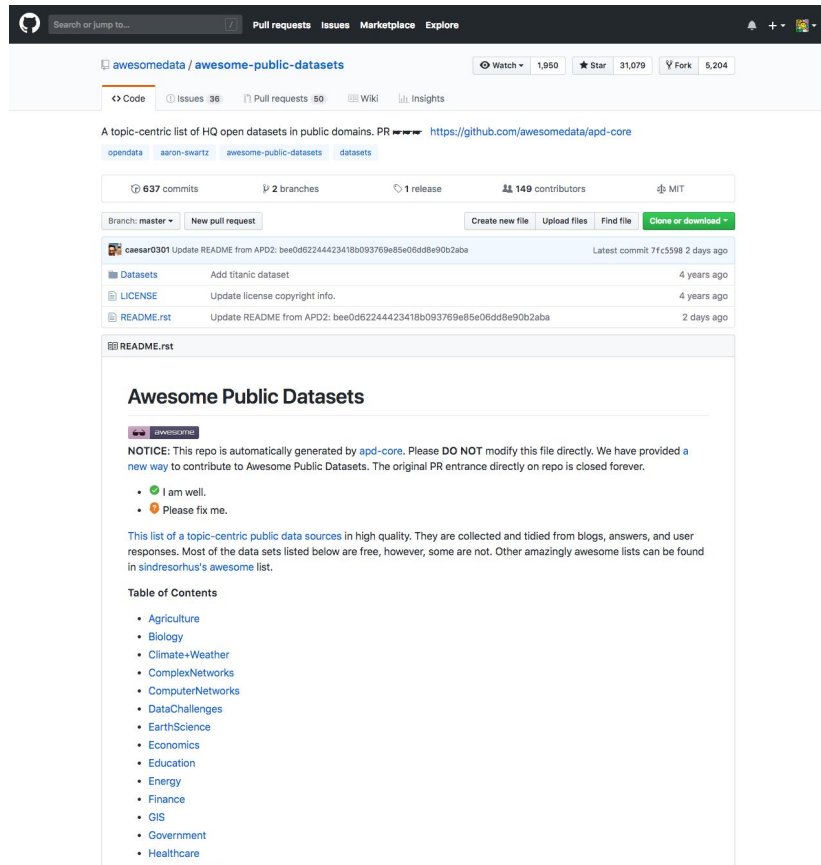 Search or jump to... / Pull requests Issues Marketplace Explore
awesomedata / awesome-public-datasets Watch 1,950 Star 31,079 Fork 5,204
<> Code Issues 36 Pull requests 50 Wiki Insights
A topic-centric list of HQ open datasets in public domains. PR https://github.com/awesomedata/apd-core
opendata aaron-swartz awesome-public-datasets datasets
637 commits 2 branches 1 release 149 contributors MIT
Branch: master New pull request Create new file Upload files Find file Clone or download
caesar0301 Update README from APD2: bee0d62244423418b093769e85e06dd8e90b2aba Latest commit 7fc5598 2 days ago
Datasets Add titanic dataset 4 years ago
LICENSE Update license copyright info. 4 years ago
README.rst Update README from APD2: bee0d62244423418b093769e85e06dd8e90b2aba 2 days ago
README.rst
Awesome Public Datasets
awesome
NOTICE: This repo is automatically generated by apd-core. Please DO NOT modify this file directly. We have provided a
new way to contribute to Awesome Public Datasets. The original PR entrance directly on repo is closed forever.
• I am well.
• Please fix me.
This list of a topic-centric public data sources in high quality. They are collected and tidied from blogs, answers, and user
responses. Most of the data sets listed below are free, however, some are not. Other amazingly awesome lists can be found
in sindresorhus's awesome list.
Table of Contents
• Agriculture
• Biology
• Climate+Weather
• ComplexNetworks
• ComputerNetworks
• DataChallenges
• EarthScience
• Economics
• Education
• Energy
• Finance
• GIS
• Government
• Healthcare